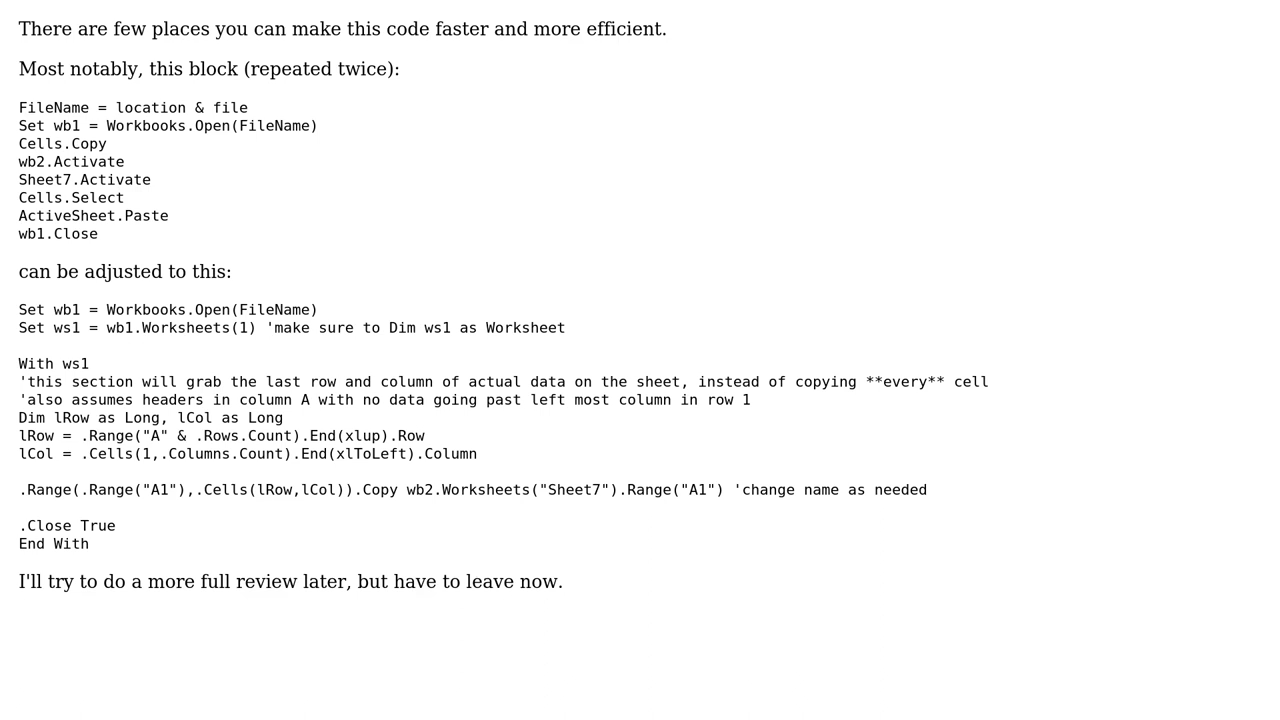 There are few places you can make this code faster and more efficient.
Most notably, this block (repeated twice):
FileName = location & file
Set wb1 = Workbooks.Open(FileName)
Cells.Copy
wb2.Activate
Sheet7.Activate
Cells.Select
ActiveSheet.Paste
wb1.Close
can be adjusted to this:
Set wb1 = Workbooks.Open(FileName)
Set ws1 = wb1.Worksheets(1) 'make sure to Dim ws1 as Worksheet
With ws1
'this section will grab the last row and column of actual data on the sheet, instead of copying **every** cell
'also assumes headers in column A with no data going past left most column in row 1
Dim lRow as Long, lCol as Long
lRow = .Range("A" & .Rows.Count).End(xlup).Row
lCol = .Cells(1,.Columns.Count).End(xlToLeft).Column
.Range(.Range("A1"),.Cells(lRow,lCol)).Copy wb2.Worksheets("Sheet7").Range("A1") 'change name as needed
.Close True
End With
I'll try to do a more full review later, but have to leave now.